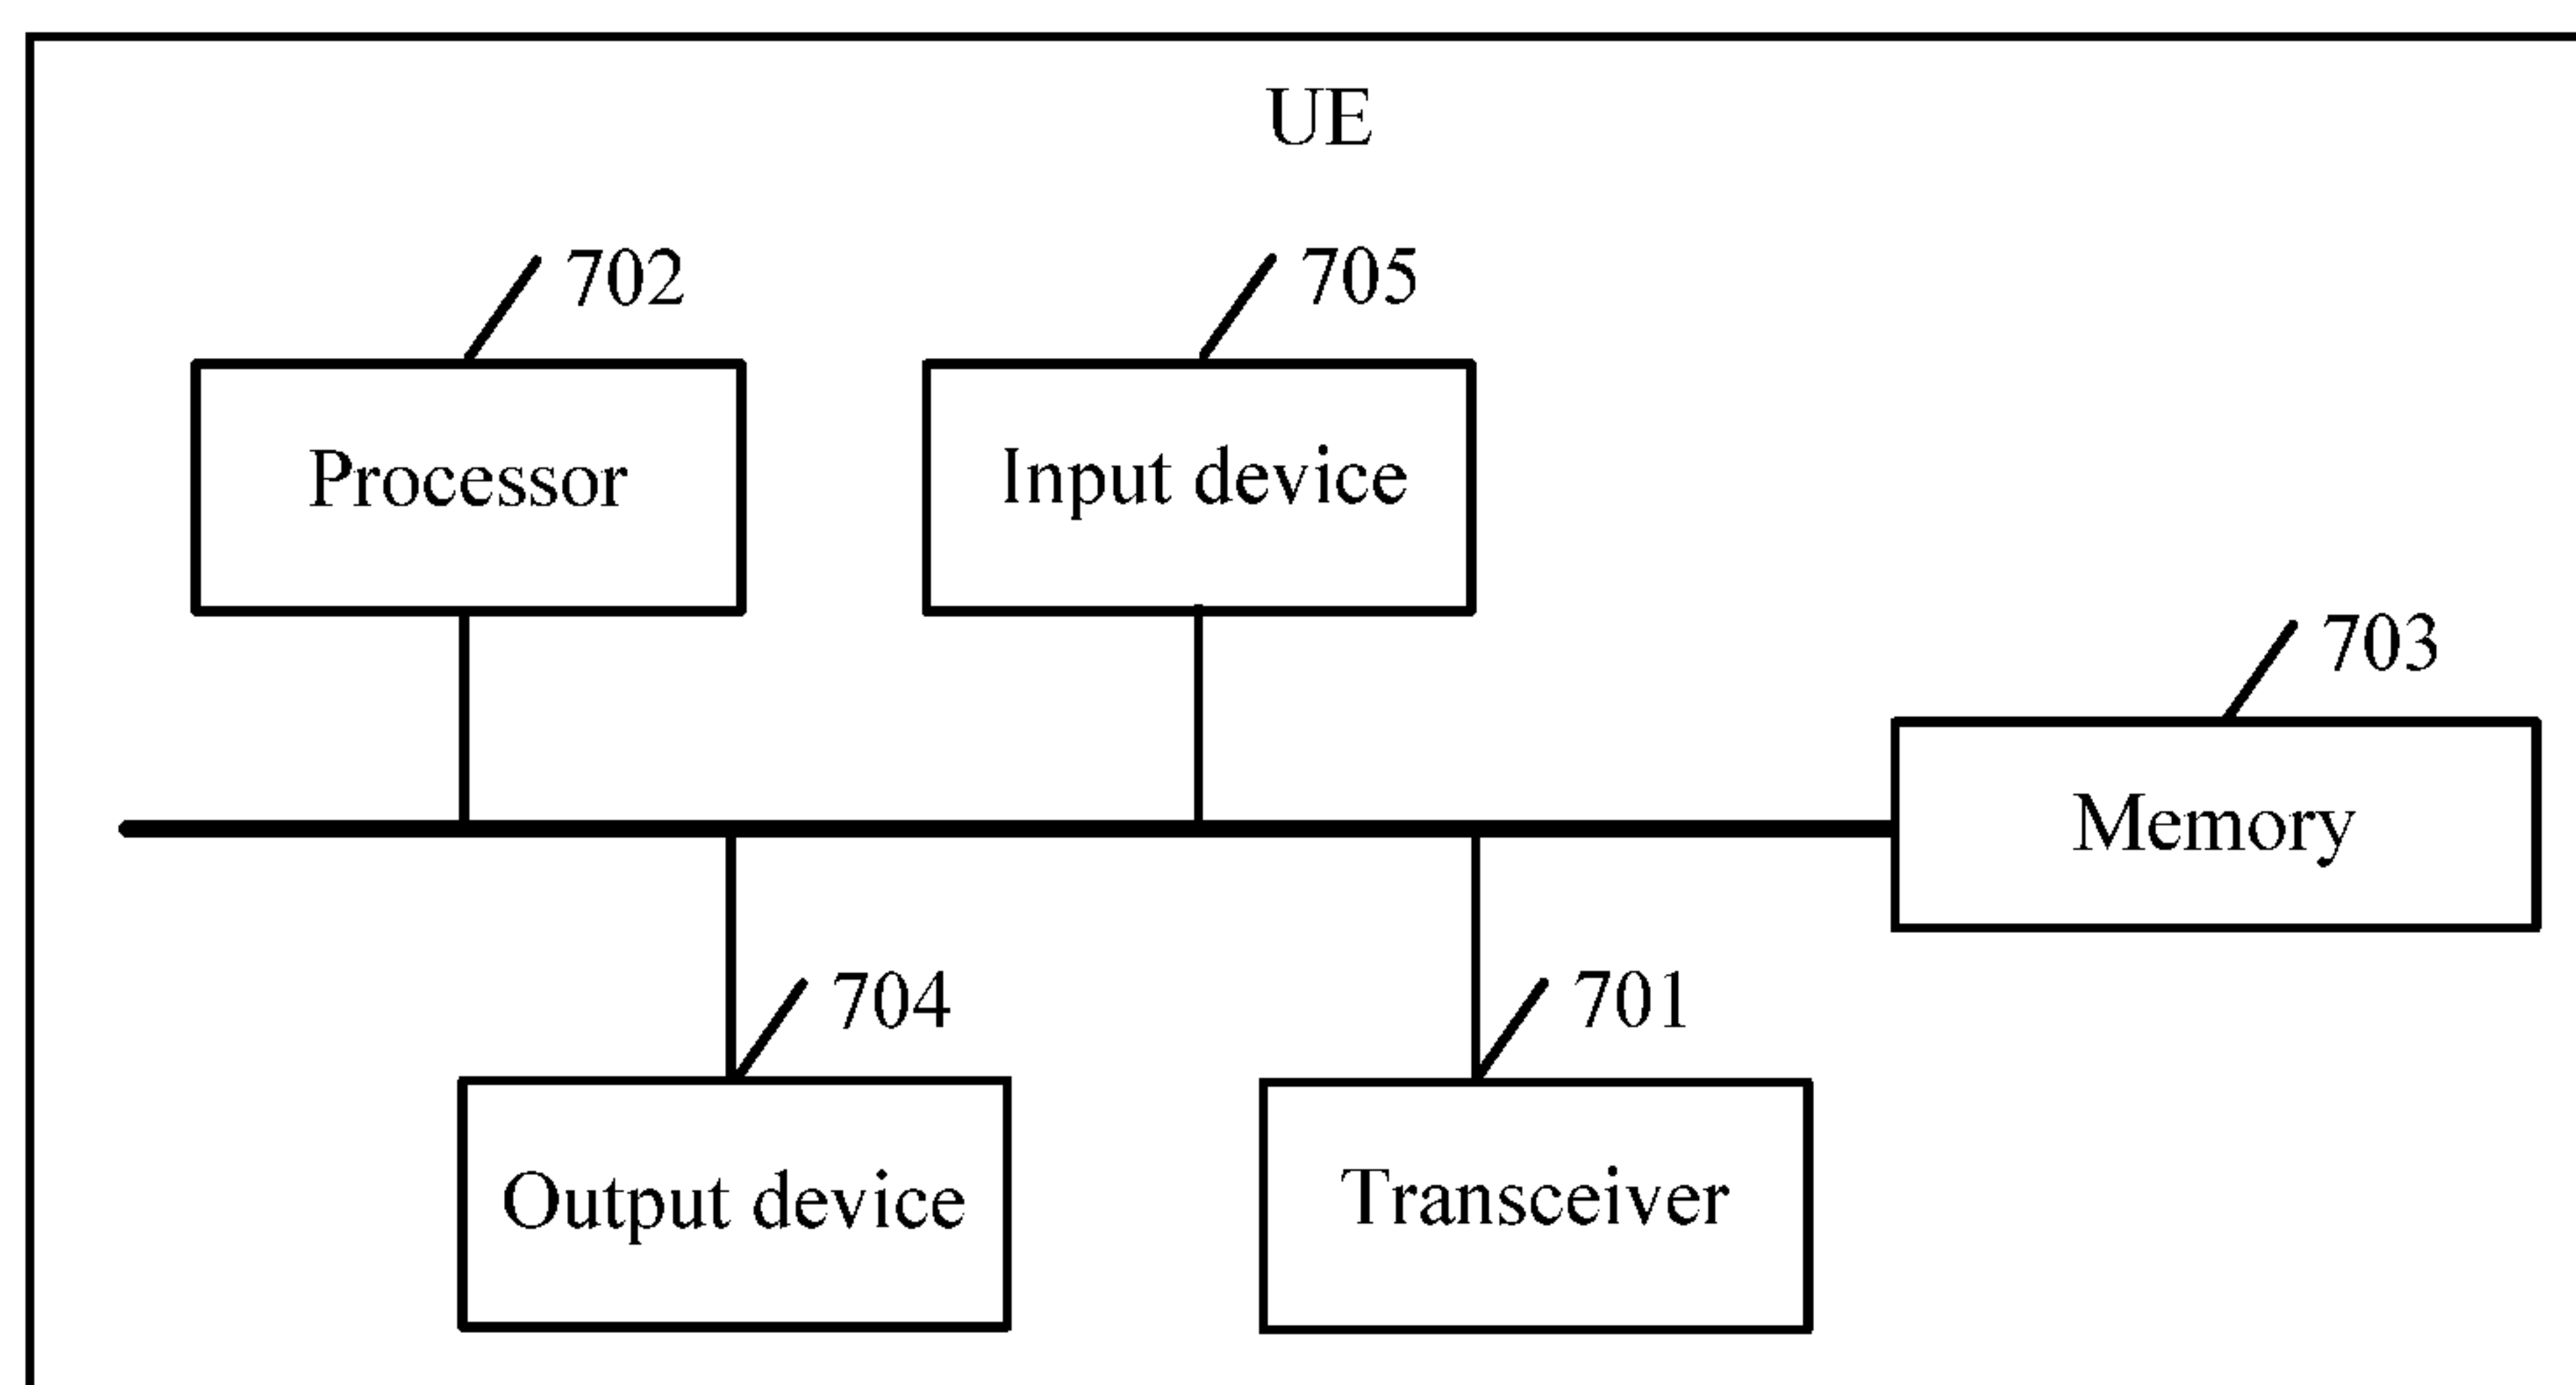 UE
702
705
Processor
Input device
703
Memory
704
701
Output device
Transceiver